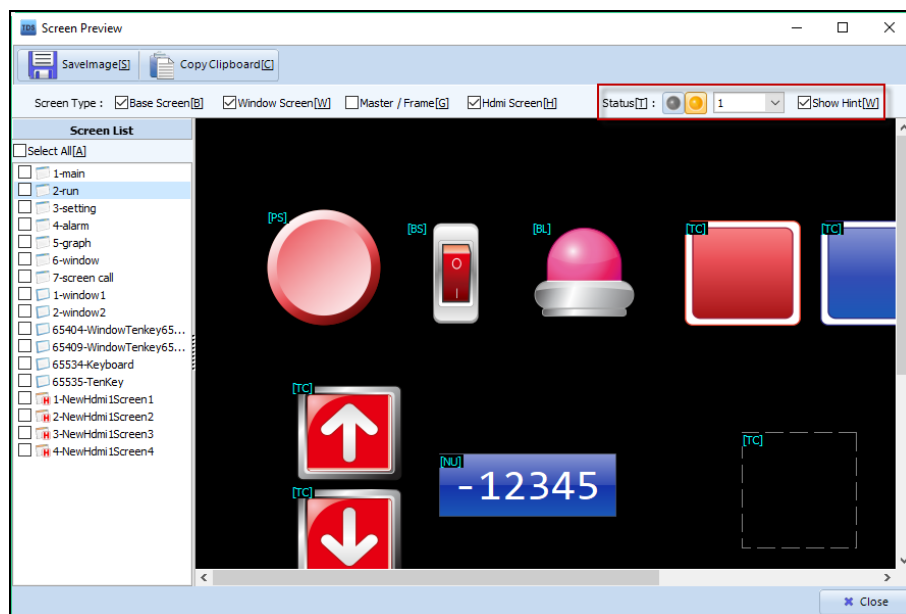 TDS Screen Preview
SaveImage[S] Copy Clipboard[C]
Screen Type : Base Screen[B] Window Screen[W] Master / Frame[G] Hdmi Screen[H] Status[T] : 1 Show Hint[W]
Screen List
Select All[A]
1-main
2-run
3-setting
4-alarm
5-graph
6-window
7-screen call
1-window1
2-window2
65404-WindowTenkey65...
65409-WindowTenkey65...
65534-Keyboard
65535-TenKey
H 1-NewHdmi1Screen1
H 2-NewHdmi1Screen2
H 3-NewHdmi1Screen3
H 4-NewHdmi1Screen4
[PS] [BS] [BL] [TC] [TC]
[TC]
[NU] [TC]
-12345
[TC]
Close